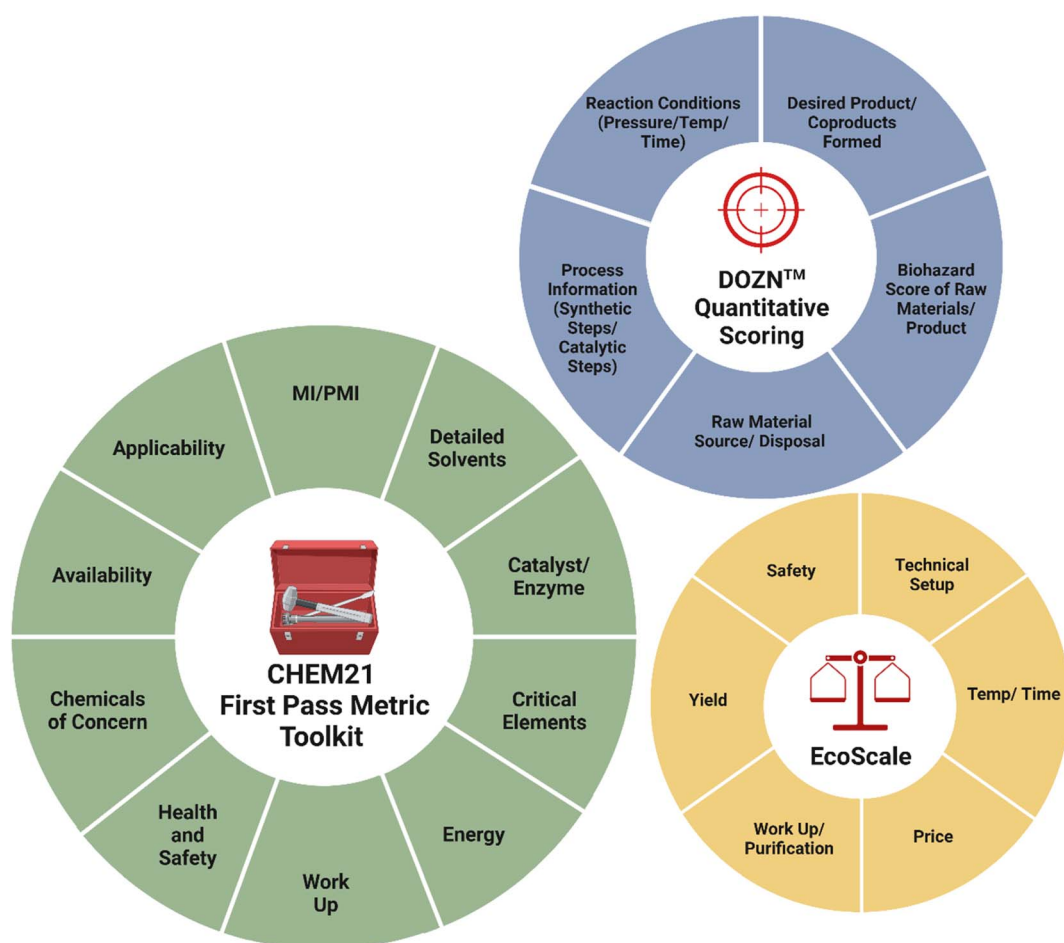 Reaction Conditions
(Pressure/Temp/
Time)
Desired Product/
Coproducts
Formed
Biohazard
Score of Raw
Materials/
Product
Raw Material
Source/ Disposal
Process
Information
(Synthetic
Steps/
Catalytic
Steps)
DOZN™
Quantitative
Scoring
MI/PMI
Detailed
Solvents
Catalyst/
Enzyme
Critical
Elements
Energy
Work
Up
Health
and
Safety
Chemicals
of Concern
Availability
Applicability
CHEM21
First Pass Metric
Toolkit
Safety
Technical
Setup
Temp/ Time
Price
Work Up/
Purification
Yield
EcoScale